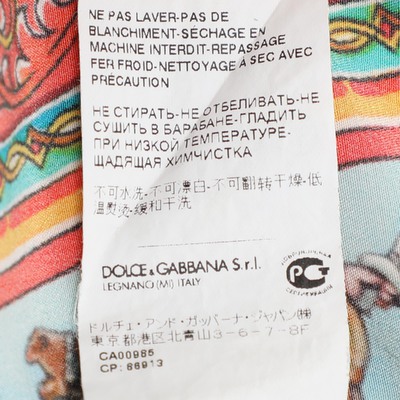 NE PAS LAVER-PAS DE
BLANCHIMENT-SÉCHAGE EN
MACHINE INTERDIT-REPASSAGE
FER FROID-NETTOYAGE À SEC AVEC
PRÉCAUTION
НЕ СТИРАТЬ-НЕ ОТБЕЛИВАТЬ-НЕ
СУШИТЬ В БАРАБАНЕ-ГЛАДИТЬ
ПРИ НИЗКОЙ ТЕМПЕРАТУРЕ-
ЩАДЯЩАЯ ХИМЧИСТКА
不可水洗-不可漂白-不可翻转干燥-低
温熨烫-缓和干洗
DOLCE & GABBANA S.r.l.
LEGNANO (MI) ITALY
ドルチェ・アンド・ガッバーナ・ジャパン(株)
東京都港区北青山3-6-7-8F
CA00985
CP: 86913